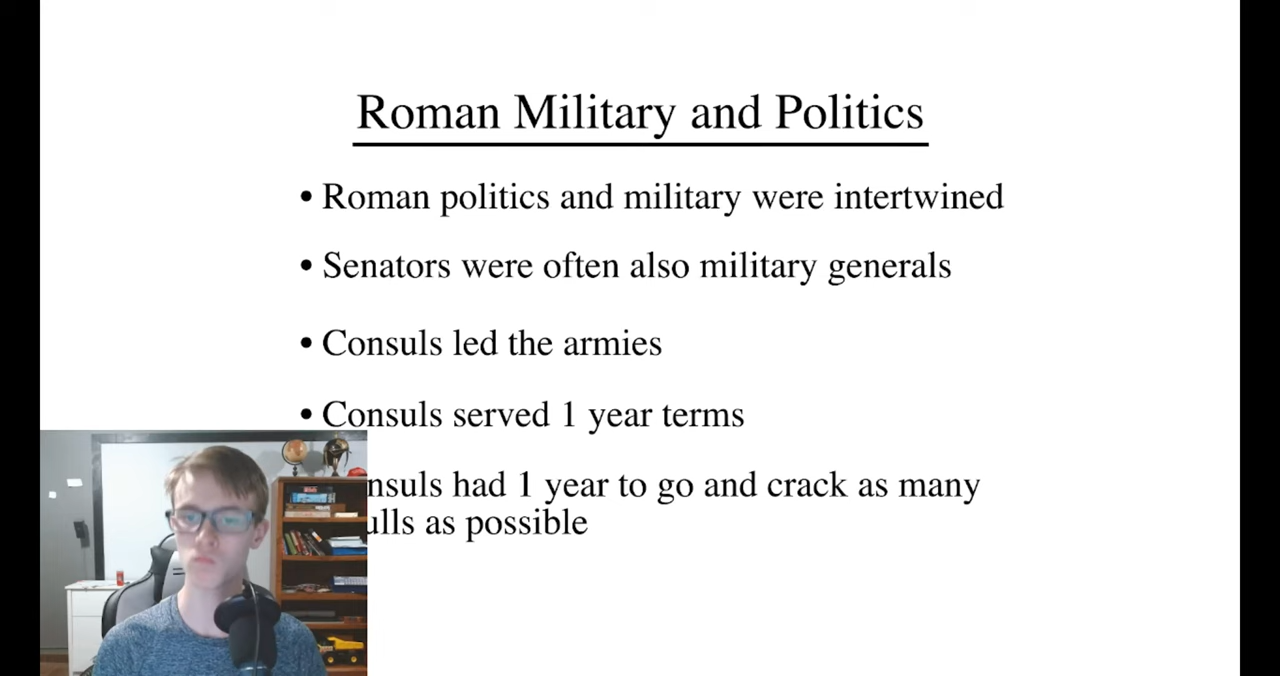 Roman Military and Politics
• Roman politics and military were intertwined
• Senators were often also military generals
• Consuls led the armies
• Consuls served 1 year terms
nsuls had 1 year to go and crack as many
ulls as possible